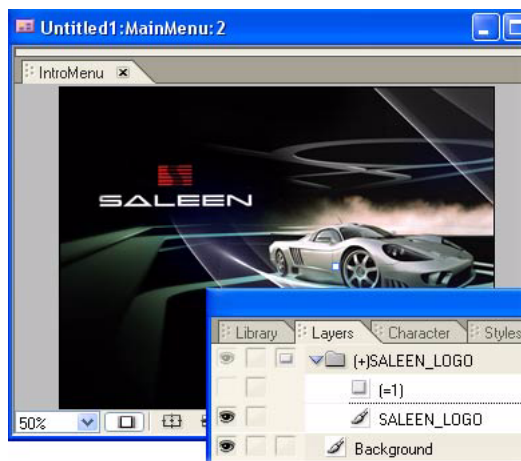 Untitled1:MainMenu:2
IntroMenu
SALEEN
Library Layers Character Styles
(+)SALEEN_LOGO
(=1)
50% SALEEN_LOGO
Background